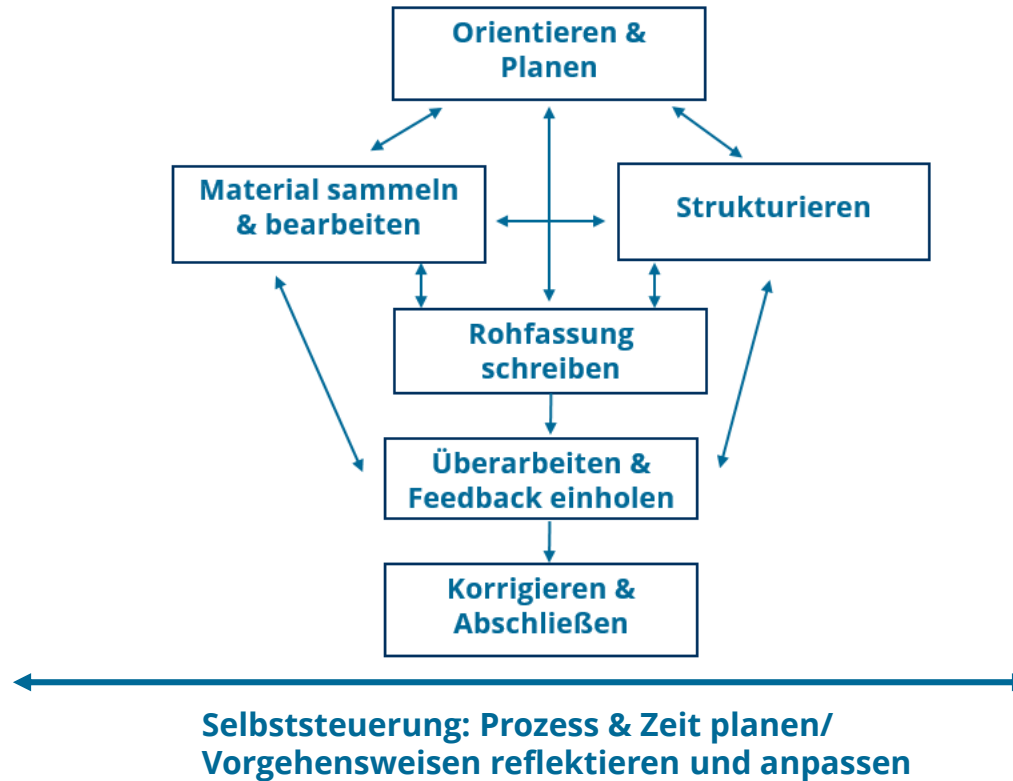 Orientieren &
Planen
Material sammeln
& bearbeiten
Strukturieren
Rohfassung
schreiben
Überarbeiten &
Feedback einholen
Korrigieren &
Abschließen
Selbststeuerung: Prozess & Zeit planen/
Vorgehensweisen reflektieren und anpassen